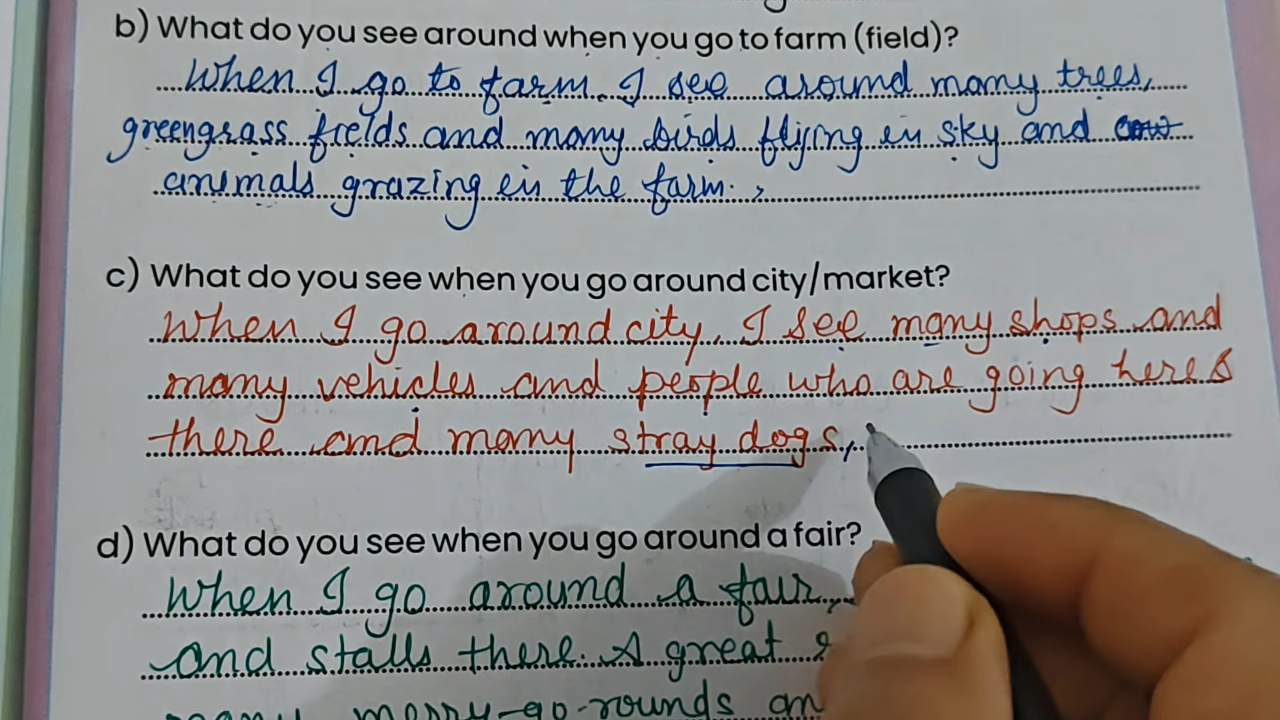 b) What do you see around when you go to farm (field)?
When I go to farm. I see around many trees,
greengrass fields and many birds flying in sky and cow
animals grazing in the farm.
c) What do you see when you go around city/market?
When I go around city, I see many shops and
many vehicles and people who are going here &
there and many stray dogs,
d) What do you see when you go around a fair?
When I go around a fair,
and stalls there. A great
many merry-go-rounds an